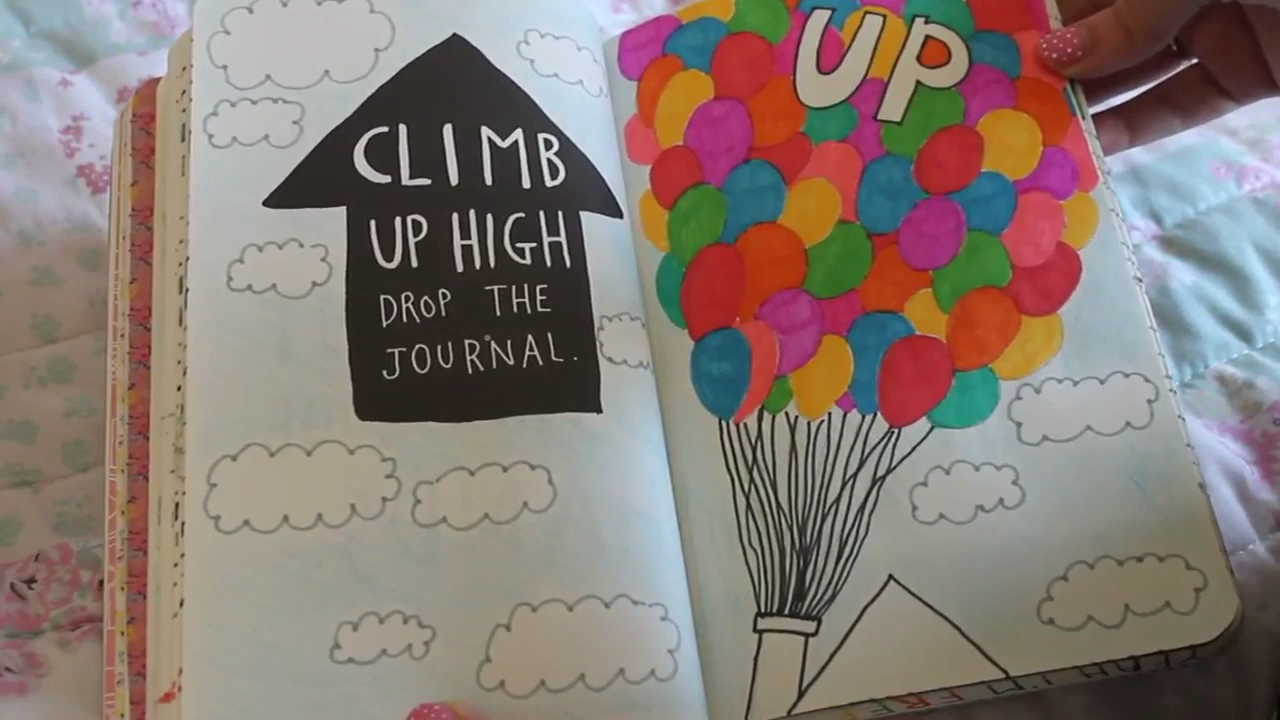 CLIMB
UP HIGH
DROP THE
JOURNAL.
UP